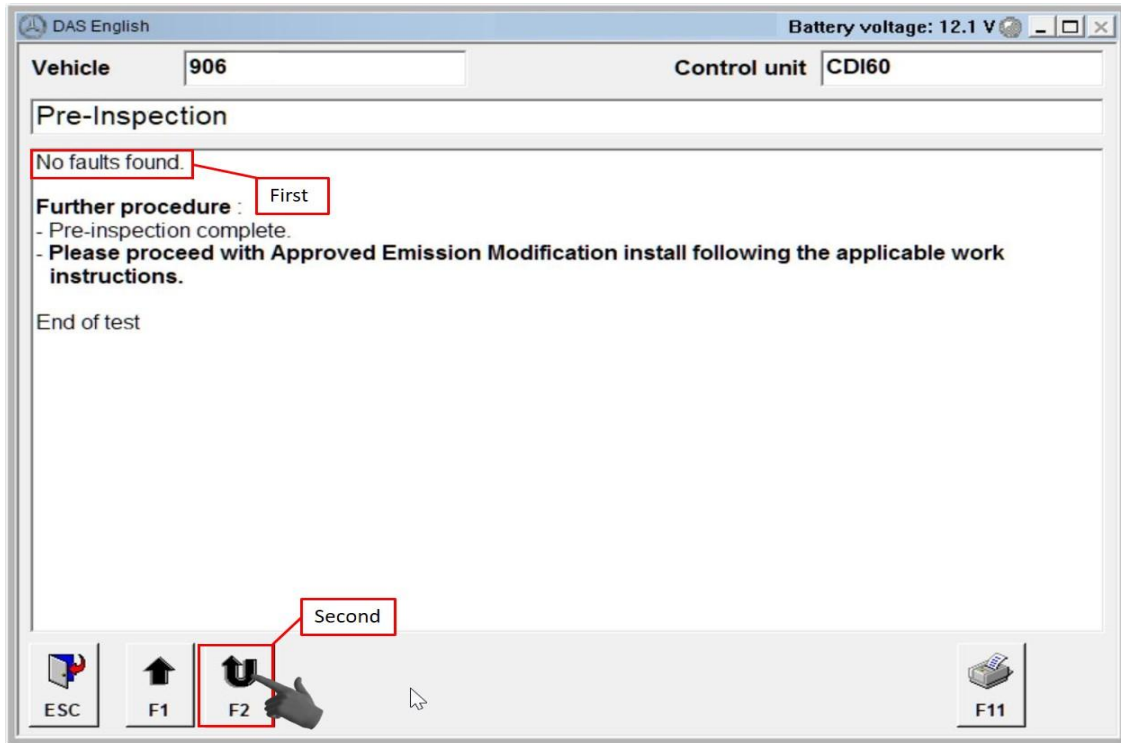 DAS English
Battery voltage: 12.1 V
Vehicle
906
Control unit
CDI60
Pre-Inspection
No faults found.
First
Further procedure :
- Pre-inspection complete.
- Please proceed with Approved Emission Modification install following the applicable work
instructions.
End of test
Second
ESC
F1
F2
F11